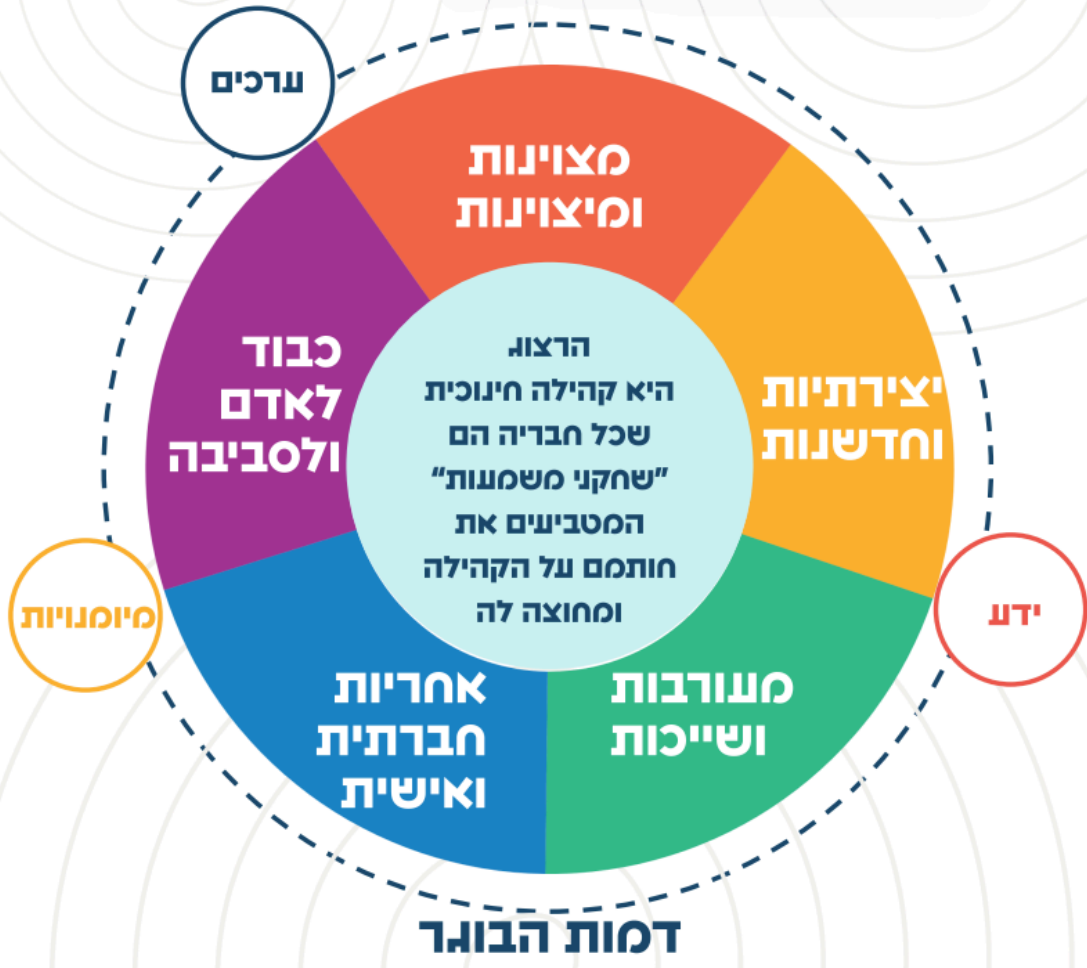 ערכים
מצוינות
ומיצוינות
יצירתיות
וחדשנות
כבוד
לאדם
ולסביבה
הרצוג
היא קהילה חינוכית
שכל חבריה הם
"שחקני משמעות"
המטביעים את
חותמם על הקהילה
ומחוצה לה
ידע
מיומנויות
מעורבות
ושייכות
אחריות
חברתית
ואישית
דמות הבוגר